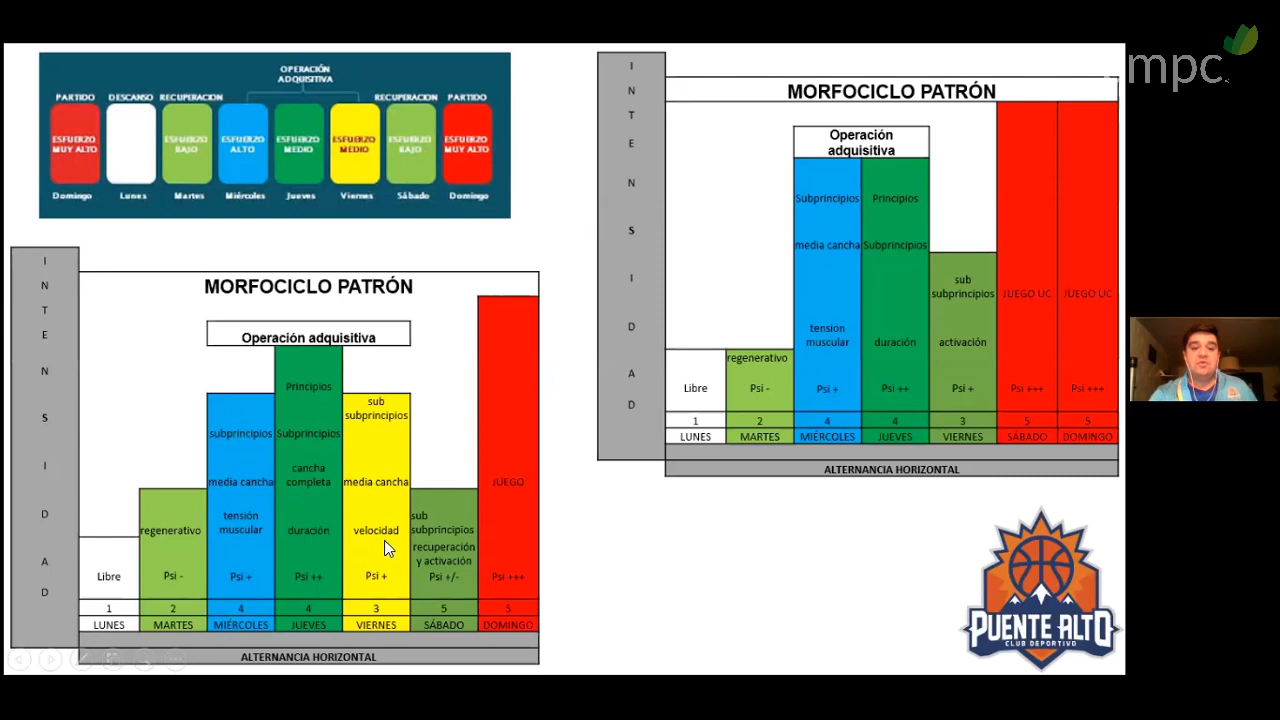 OPERACIÓN
ADQUISITIVA
PARTIDO DESCANSO RECUPERACION RECUPERACION PARTIDO
ESFUERZO MUY ALTO
ESFUERZO BAJO
ESFUERZO ALTO
ESFUERZO MEDIO
ESFUERZO MEDIO
ESFUERZO BAJO
ESFUERZO MUY ALTO
Domingo Lunes Martes Miércoles Jueves Viernes Sábado Domingo
INTENSIDAD
MORFOCICLO PATRÓN
Operación adquisitiva
Libre
regenerativo
Psi -
subprincipios
media cancha
tensión
muscular
Psi +
Principios
Subprincipios
cancha
completa
duración
Psi ++
sub
subprincipios
media cancha
velocidad
Psi +
sub
subprincipios
recuperación
y activación
Psi +/-
JUEGO
Psi +++
1 2 4 4 3 5 5
LUNES MARTES MIÉRCOLES JUEVES VIERNES SÁBADO DOMINGO
ALTERNANCIA HORIZONTAL
INTENSIDAD
MORFOCICLO PATRÓN
Operación
adquisitiva
Libre
regenerativo
Psi -
Subprincipios
media cancha
tensión
muscular
Psi +
Principios
Subprincipios
duración
Psi ++
sub
subprincipios
activación
Psi +
JUEGO UC
Psi +++
JUEGO UC
Psi +++
1 2 4 4 3 5 5
LUNES MARTES MIÉRCOLES JUEVES VIERNES SÁBADO DOMINGO
ALTERNANCIA HORIZONTAL
mpc
PUENTE ALTO
CLUB DEPORTIVO